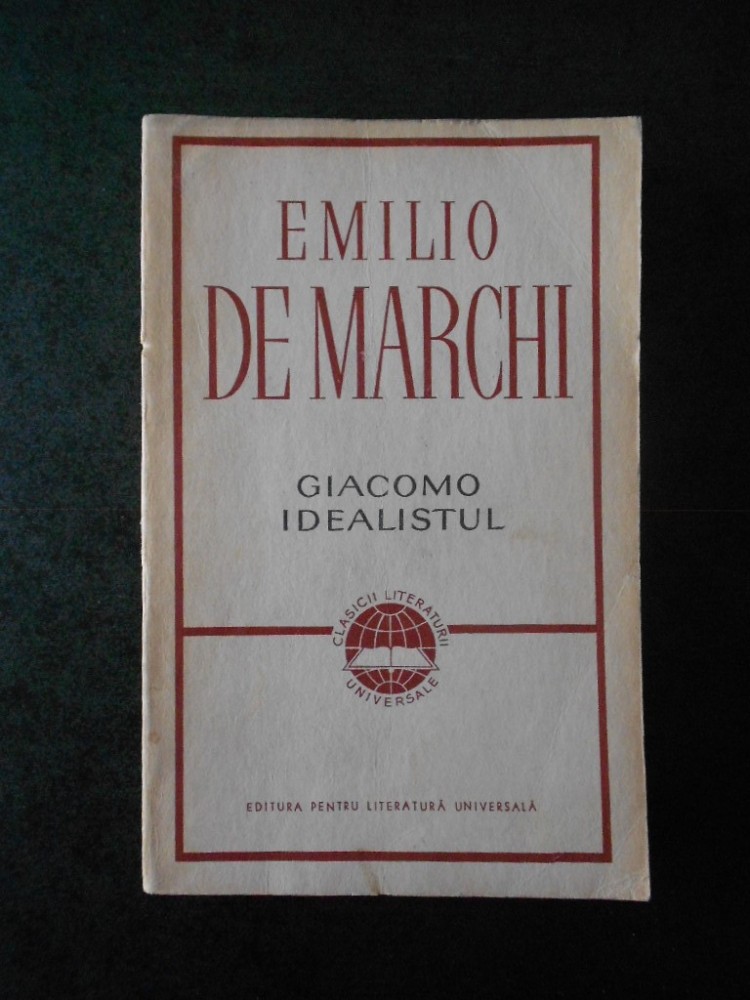 EMILIO
DE MARCHI
GIACOMO
IDEALISTUL
CLASICII LITERATURII
UNIVERSALE
EDITURA PENTRU LITERATURĂ UNIVERSALĂ